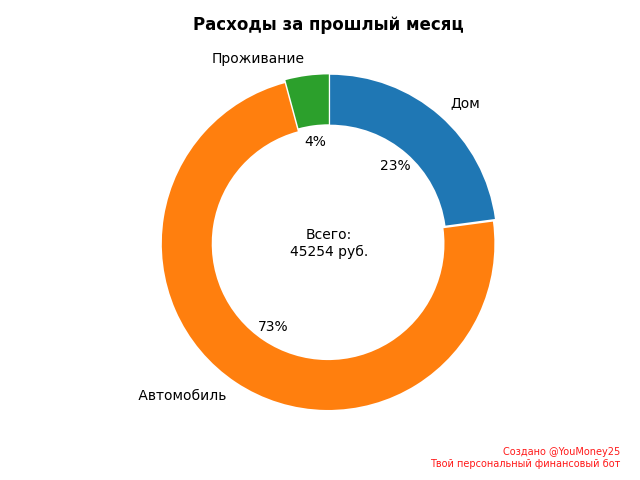 Расходы за прошлый месяц
Проживание
Дом
4%
23%
Всего:
45254 руб.
73%
Автомобиль
Создано @YouMoney25
Твой персональный финансовый бот